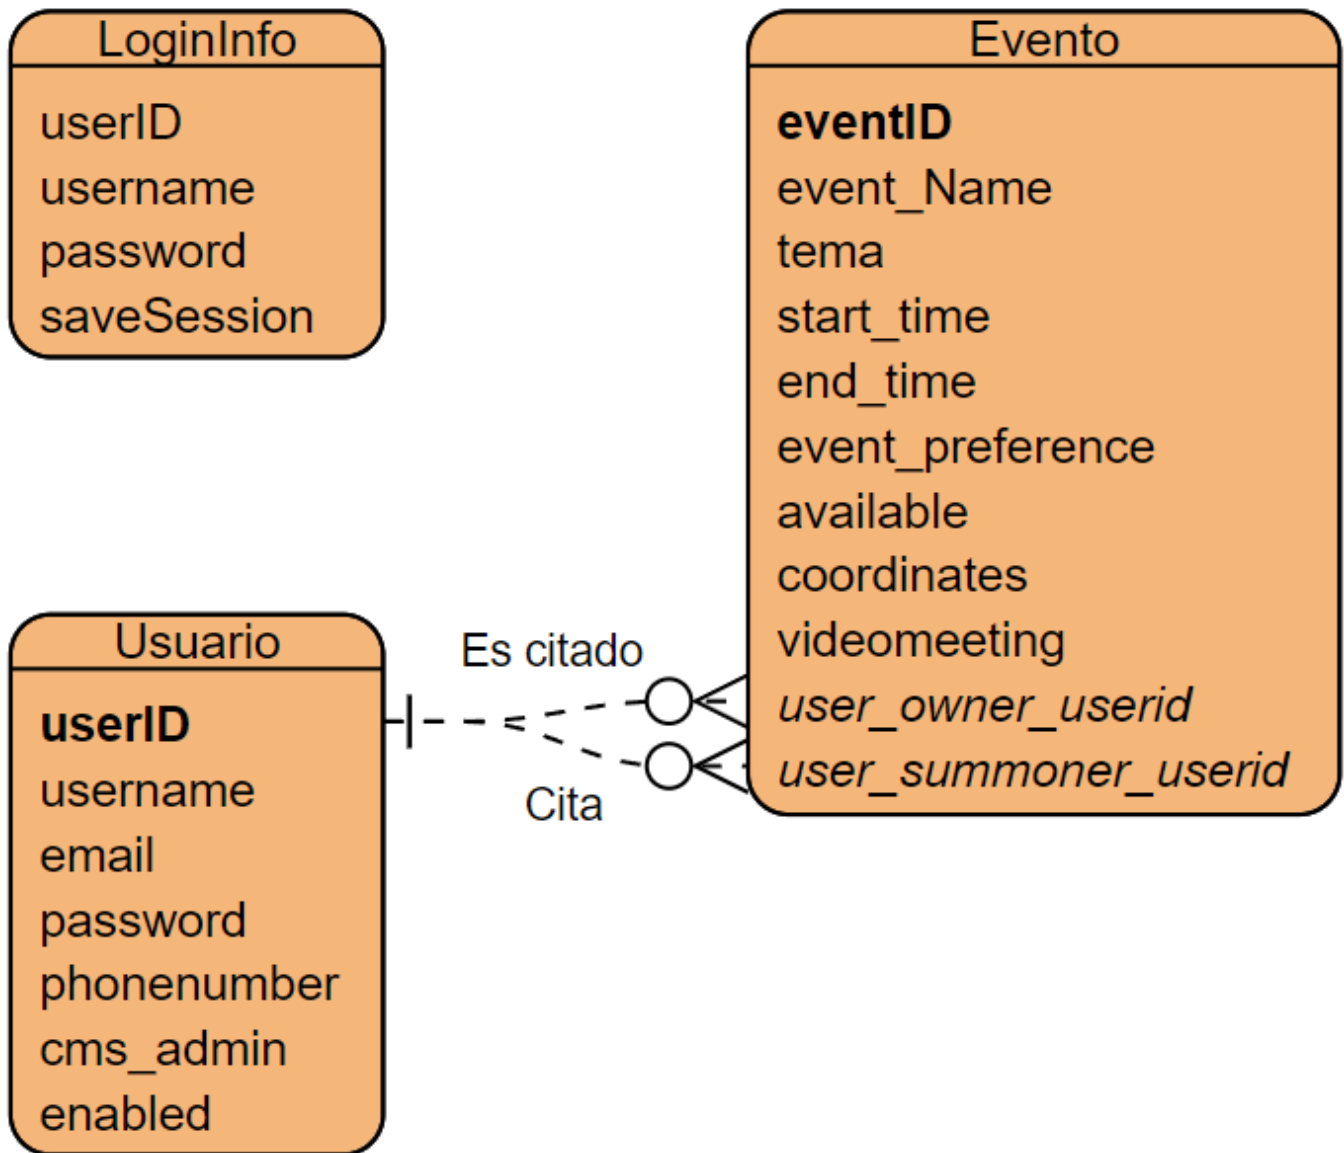 LoginInfo
userID
username
password
saveSession
Evento
eventID
event_Name
tema
start_time
end_time
event_preference
available
coordinates
videomeeting
user_owner_userid
user_summoner_userid
Es citado
Cita
Usuario
userID
username
email
password
phonenumber
cms_admin
enabled